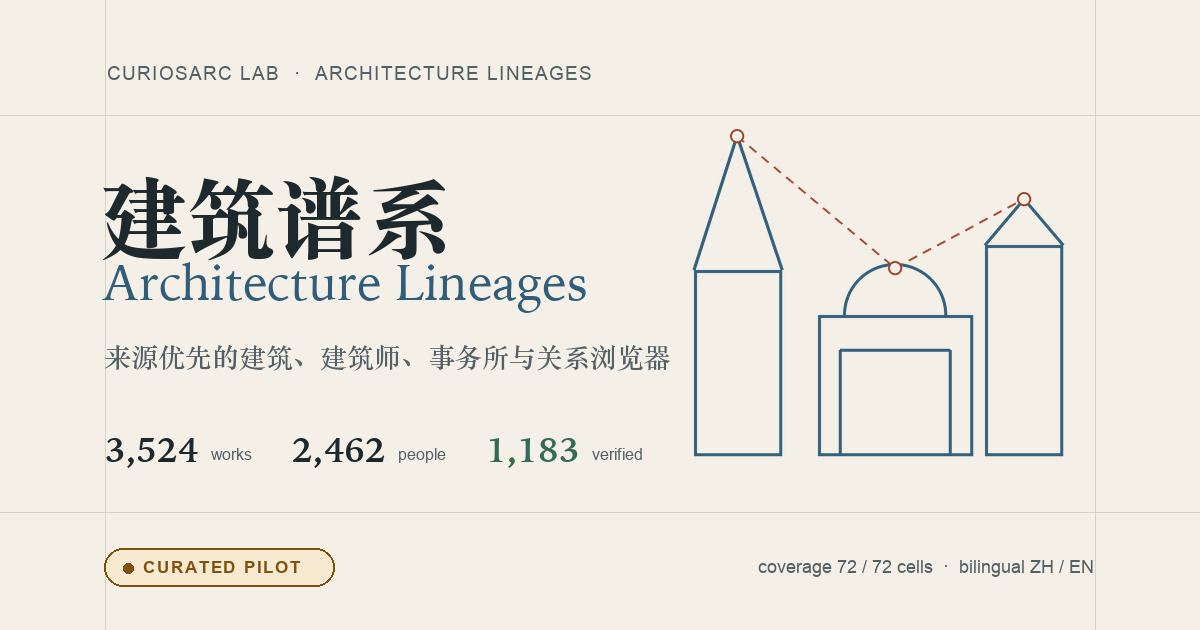 CURIOSARC LAB · ARCHITECTURE LINEAGES
建筑谱系
Architecture Lineages
来源优先的建筑、建筑师、事务所与关系浏览器
3,524 works 2,462 people 1,183 verified
CURATED PILOT
coverage 72 / 72 cells · bilingual ZH / EN